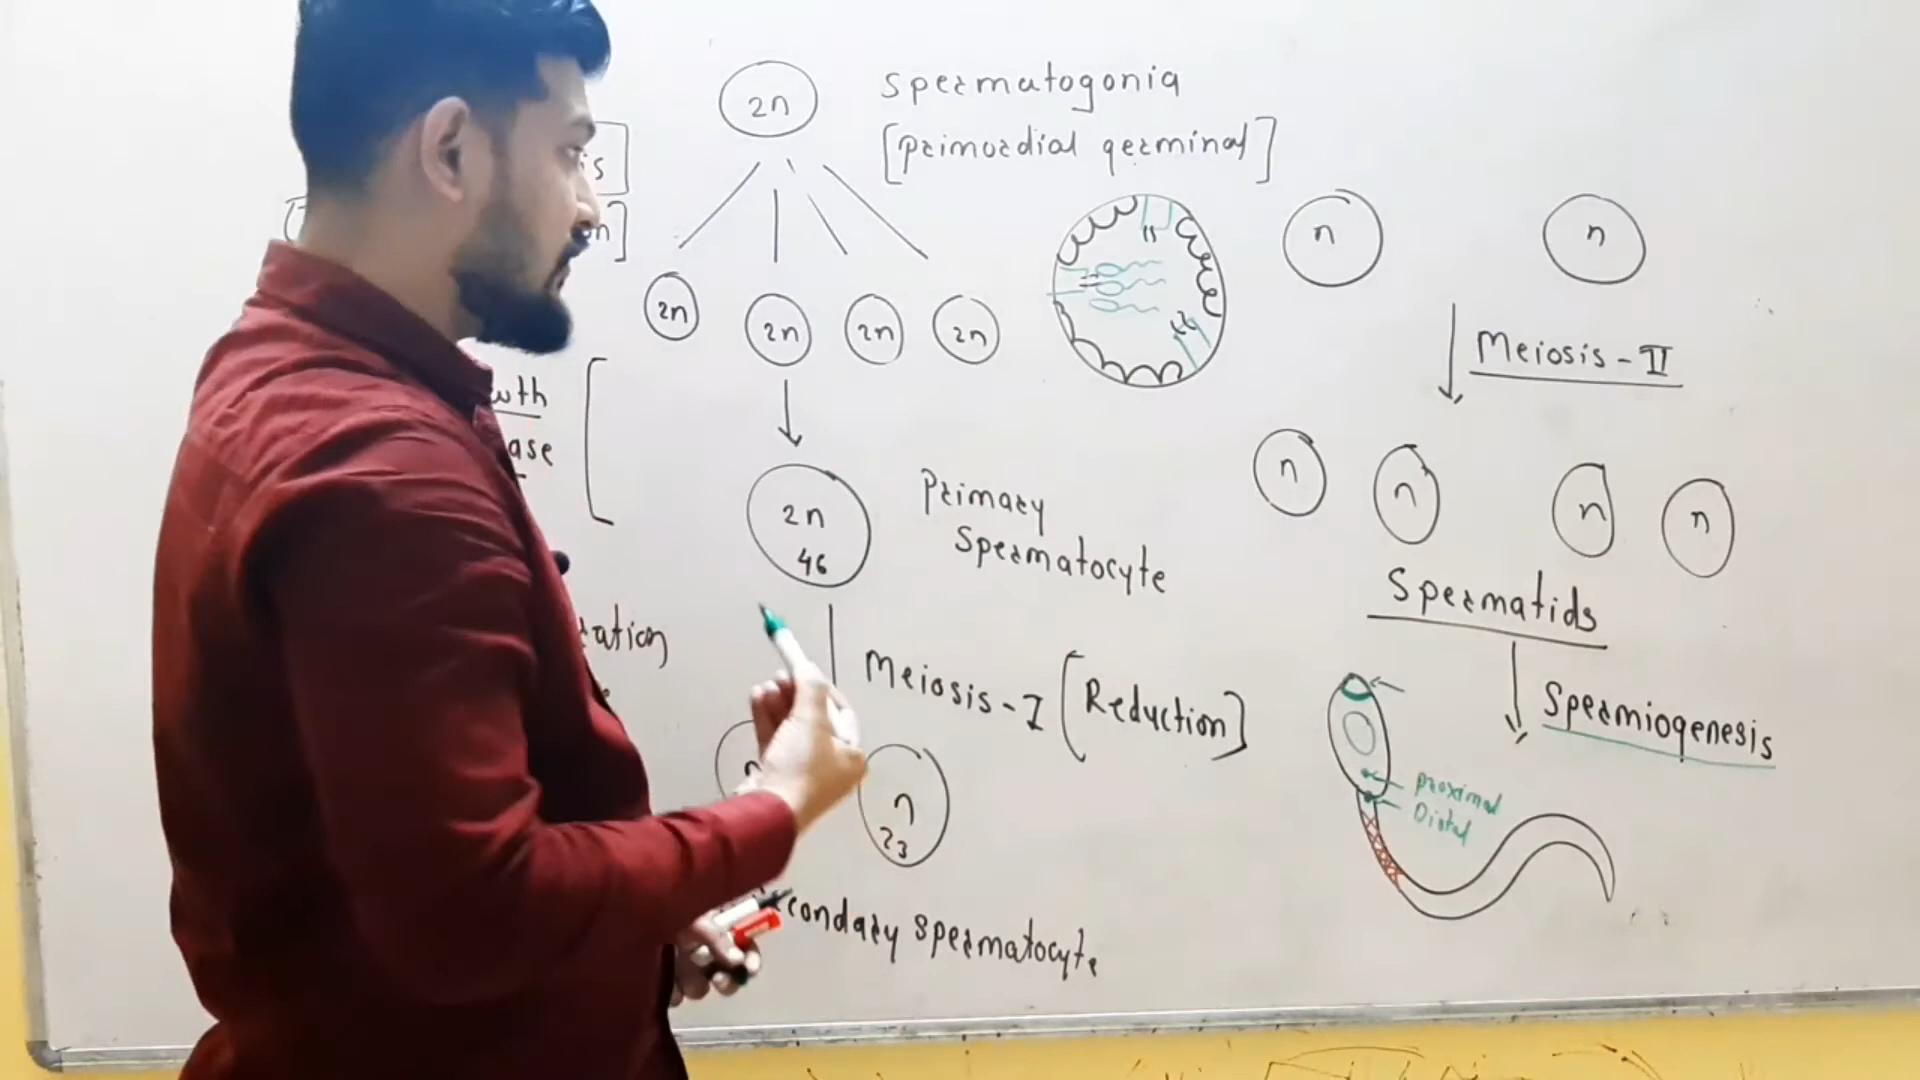 2n
spermatogonia
[primordial germinal]
2n
2n
2n
2n
2n
46
Primary
Spermatocyte
Meiosis-I [Reduction]
n
23
spermatocyte
n
n
Meiosis-II
n
n
n
n
Spermatids
Spermiogenesis
proximal
Distal